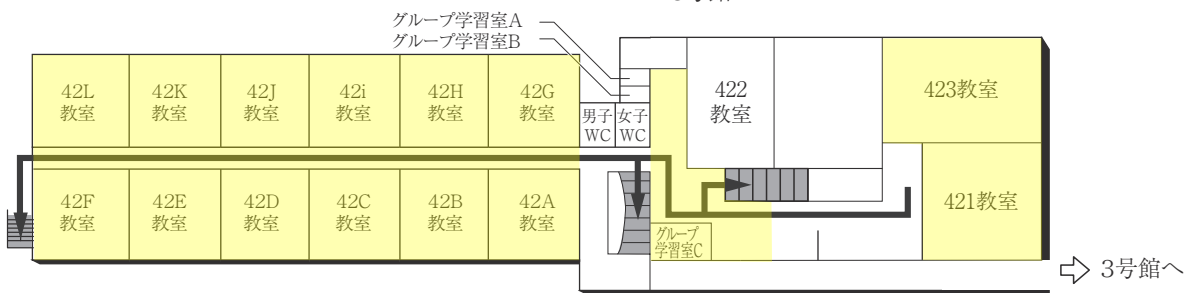 グループ学習室A
グループ学習室B
42L
教室
42K
教室
42J
教室
42i
教室
42H
教室
42G
教室
男子
WC
女子
WC
422
教室
423教室
42F
教室
42E
教室
42D
教室
42C
教室
42B
教室
42A
教室
グループ
学習室C
421教室
3号館へ